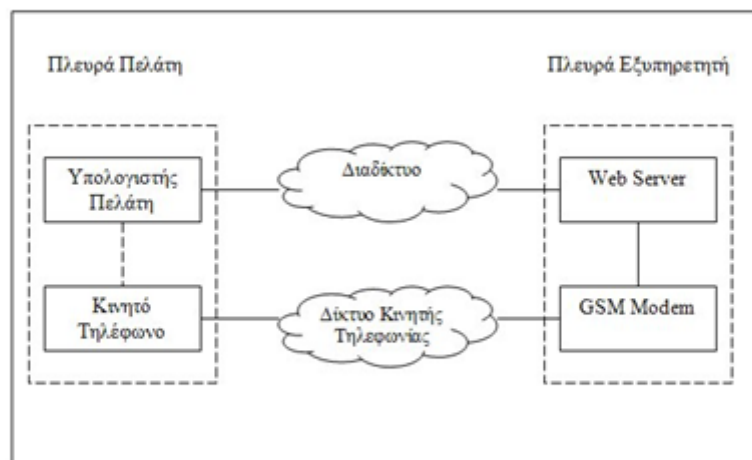 Πλευρά Πελάτη
Πλευρά Εξυπηρετητή
Υπολογιστής
Πελάτη
Διαδίκτυο
Web Server
Κινητό
Τηλέφωνο
Δίκτυο Κινητής
Τηλεφωνίας
GSM Modem